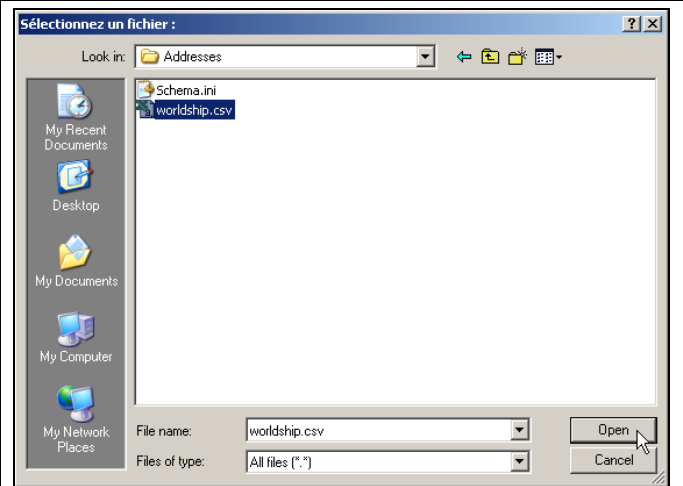 Sélectionnez un fichier :
Look in: Addresses
Schema.ini
worldship.csv
My Recent
Documents
Desktop
My Documents
My Computer
My Network
Places
File name: worldship.csv Open
Files of type: All files (*.*) Cancel